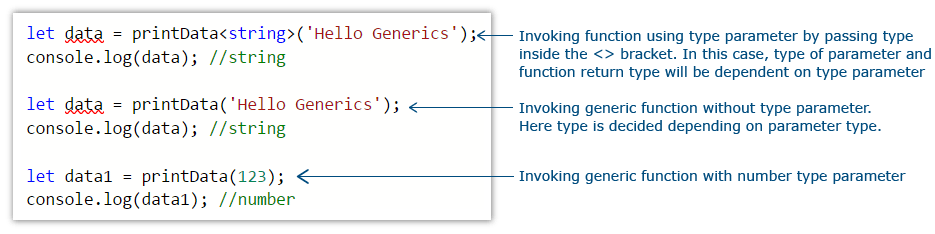 let data = printData<string>('Hello Generics');
console.log(data); //string
let data = printData('Hello Generics');
console.log(data); //string
let data1 = printData(123);
console.log(data1); //number
Invoking function using type parameter by passing type
inside the <> bracket. In this case, type of parameter and
function return type will be dependent on type parameter
Invoking generic function without type parameter.
Here type is decided depending on parameter type.
Invoking generic function with number type parameter